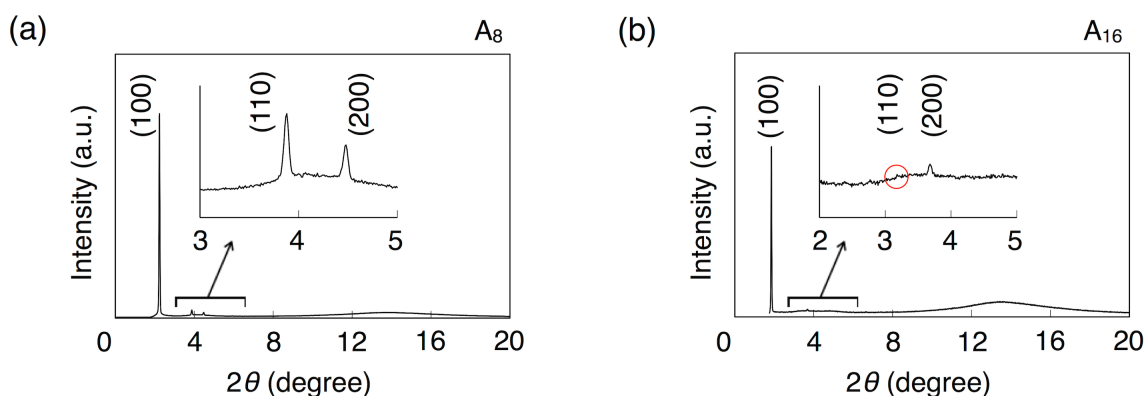 (a)
A₈
Intensity (a.u.)
(100)
(110)
(200)
3 4 5
0 4 8 12 16 20
2θ (degree)
(b)
A₁₆
Intensity (a.u.)
(100)
(110)
(200)
2 3 4 5
0 4 8 12 16 20
2θ (degree)